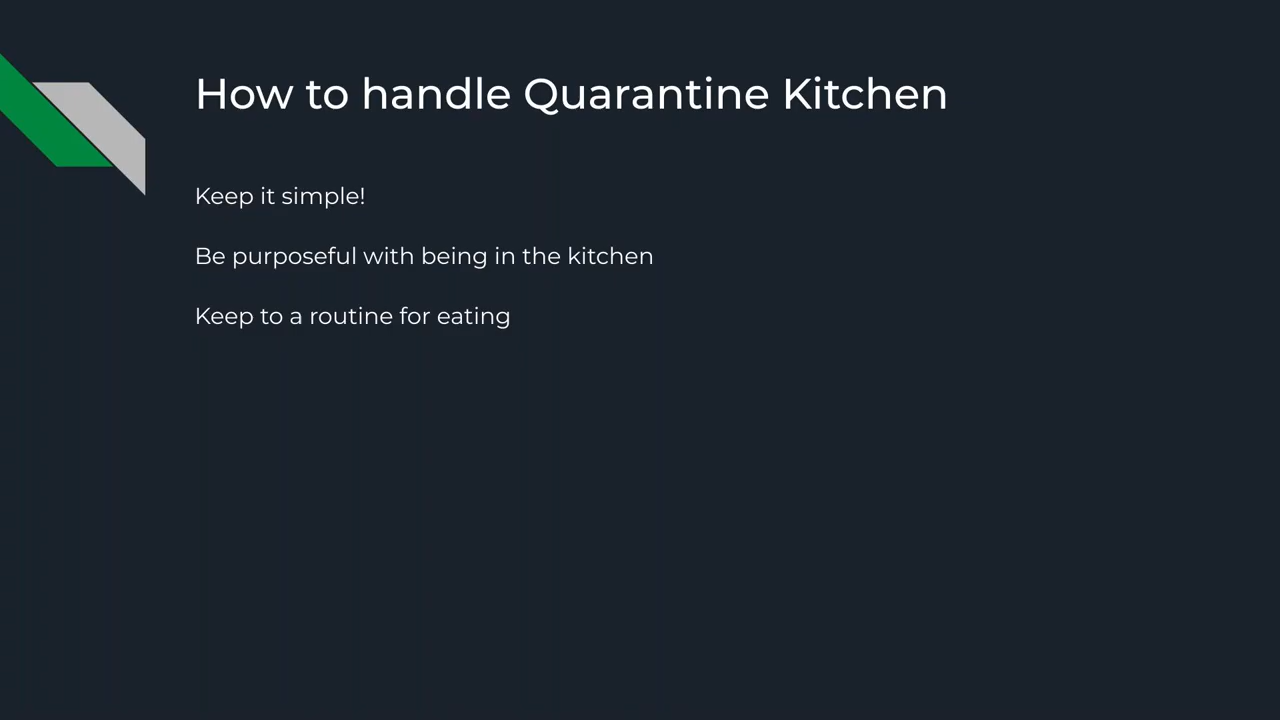 How to handle Quarantine Kitchen
Keep it simple!
Be purposeful with being in the kitchen
Keep to a routine for eating